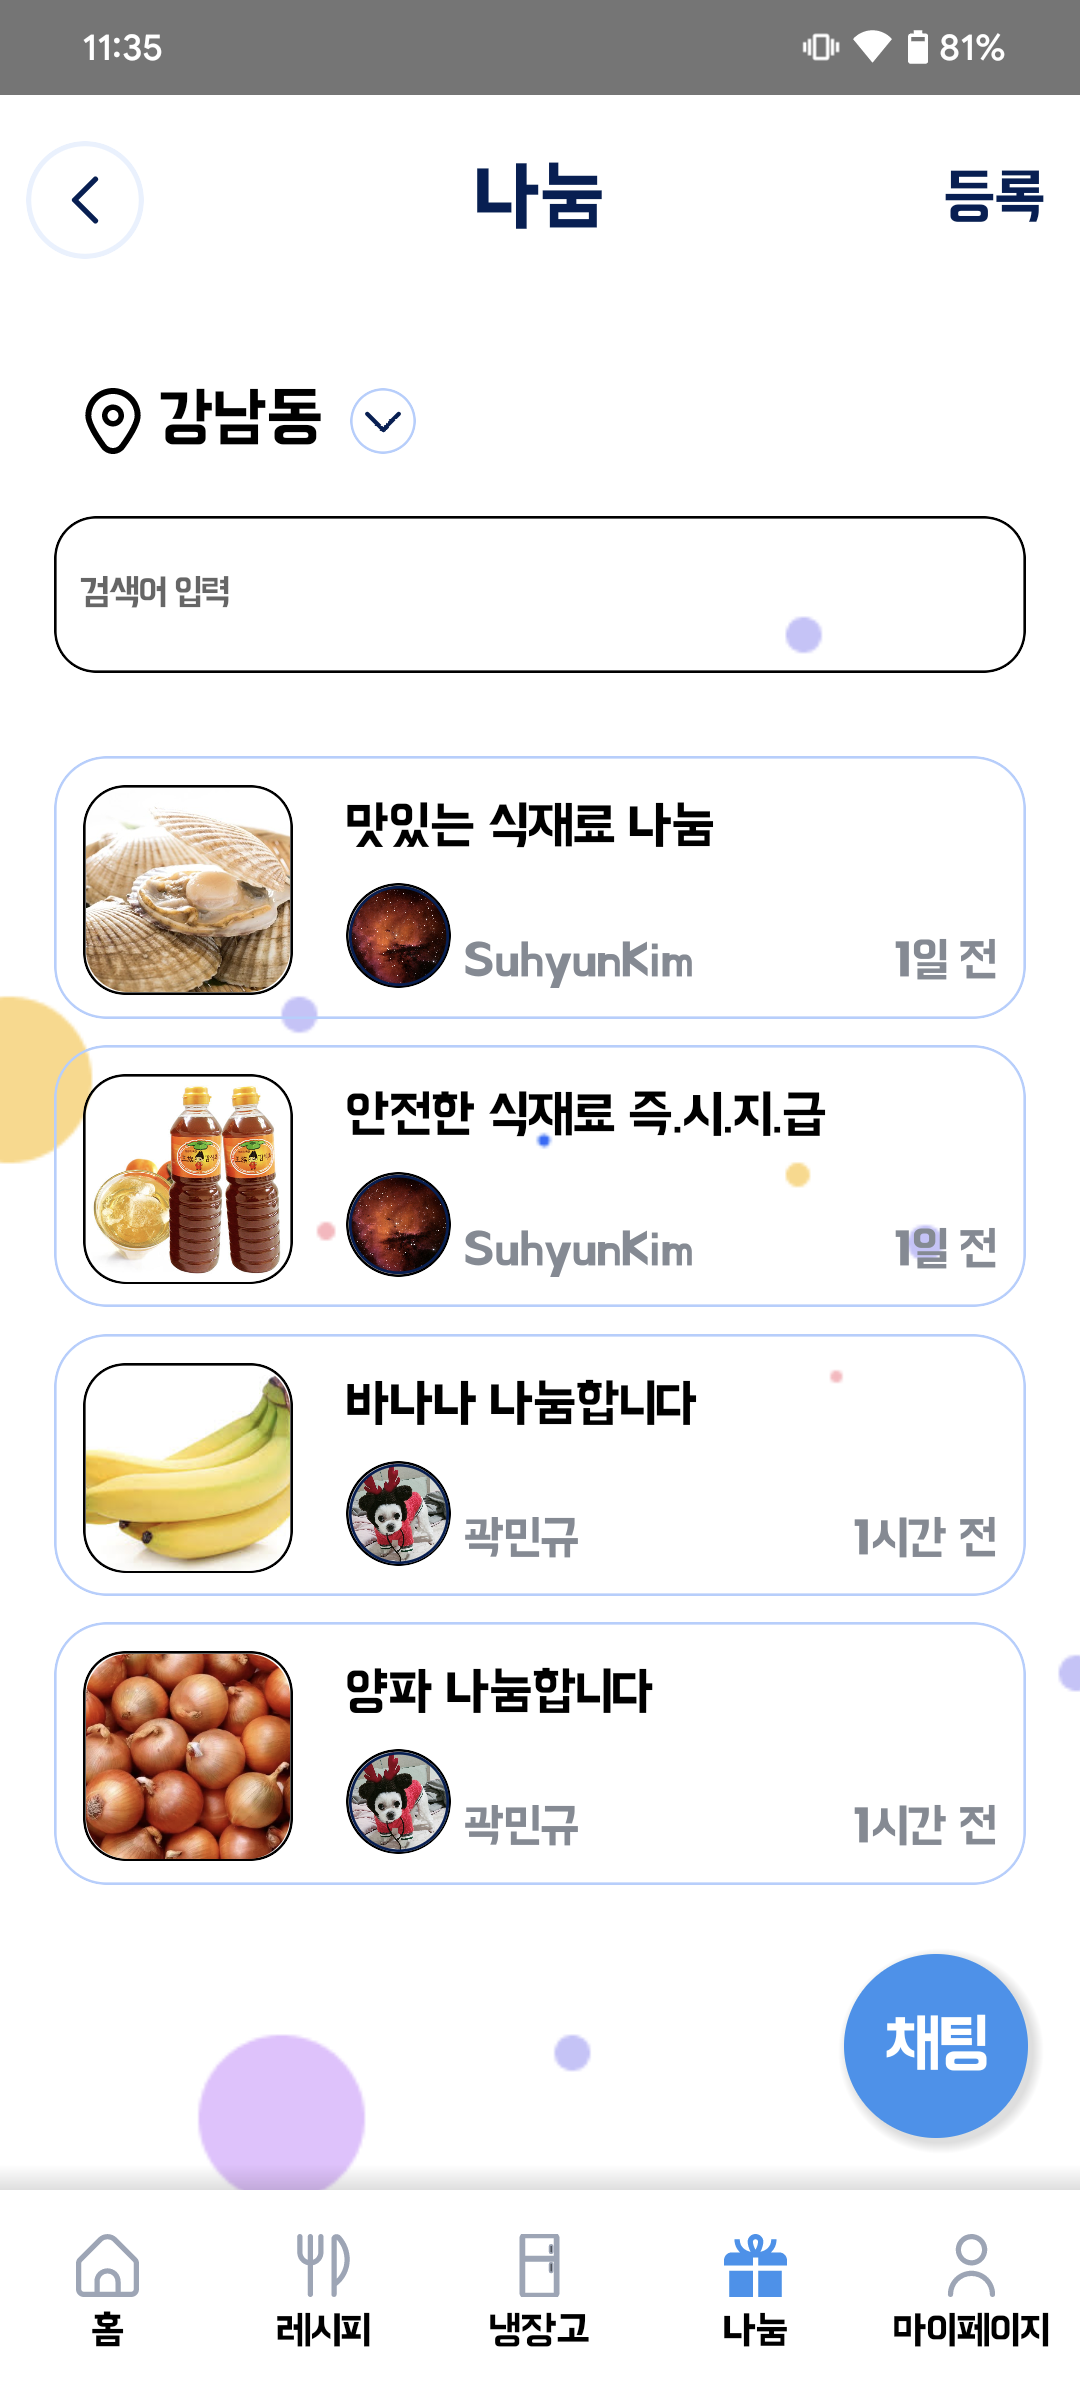 11:35
81%
나눔
등록
강남동
검색어 입력
맛있는 식재료 나눔
SuhyunKim
1일 전
안전한 식재료 즉.시.지.급
SuhyunKim
1일 전
바나나 나눔합니다
곽민규
1시간 전
양파 나눔합니다
곽민규
1시간 전
채팅
홈
레시피
냉장고
나눔
마이페이지